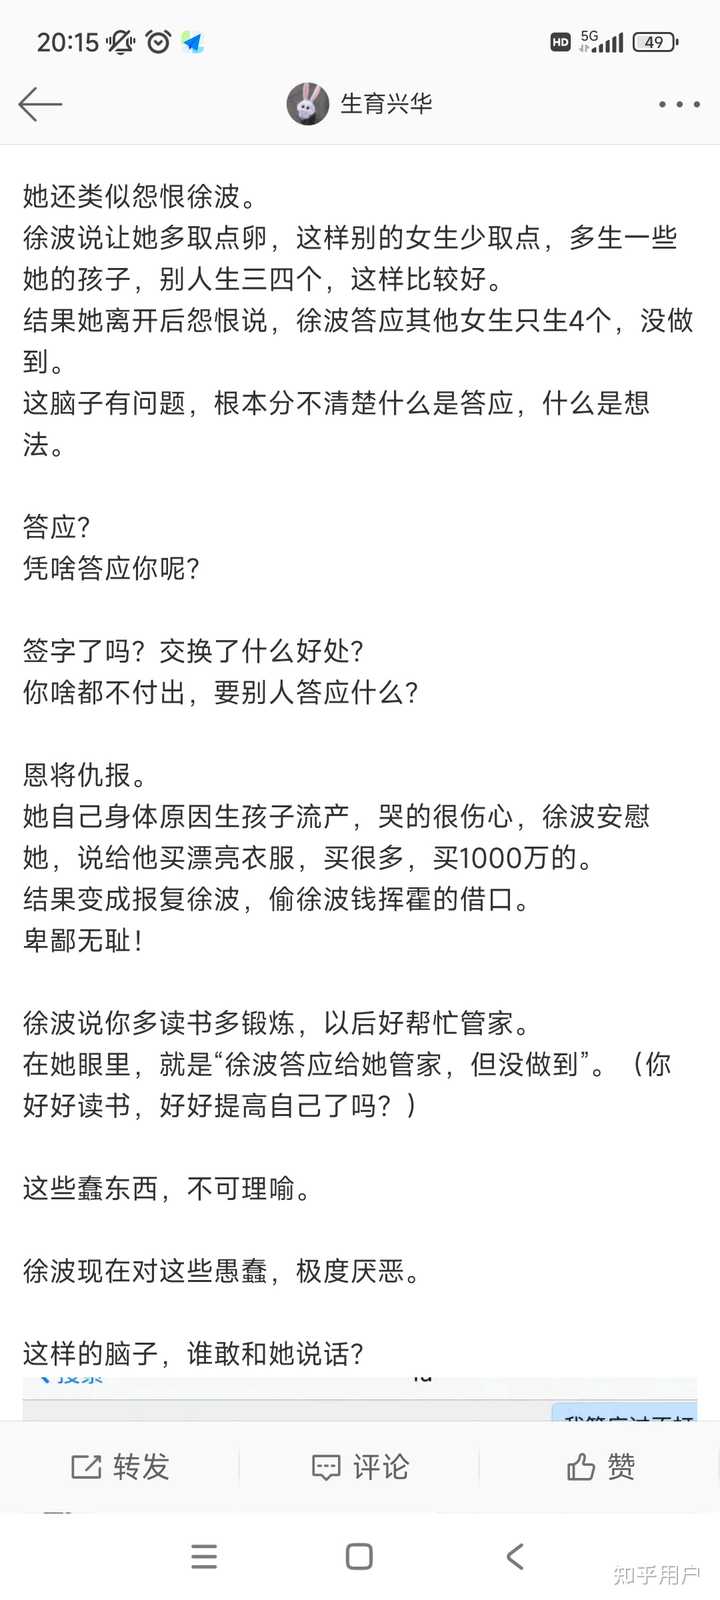 20:15
HD 5G 49
生育兴华
她还类似怨恨徐波。
徐波说让她多取点卵，这样别的女生少取点，多生一些
她的孩子，别人生三四个，这样比较好。
结果她离开后怨恨说，徐波答应其他女生只生4个，没做
到。
这脑子有问题，根本分不清楚什么是答应，什么是想
法。
答应？
凭啥答应你呢？
签字了吗？交换了什么好处？
你啥都不付出，要别人答应什么？
恩将仇报。
她自己身体原因生孩子流产，哭的很伤心，徐波安慰
她，说给他买漂亮衣服，买很多，买1000万的。
结果变成报复徐波，偷徐波钱挥霍的借口。
卑鄙无耻！
徐波说你多读书多锻炼，以后好帮忙管家。
在她眼里，就是“徐波答应给她管家，但没做到”。（你
好好读书，好好提高自己了吗？）
这些蠢东西，不可理喻。
徐波现在对这些愚蠢，极度厌恶。
这样的脑子，谁敢和她说话？
转发 评论 赞
知乎用户